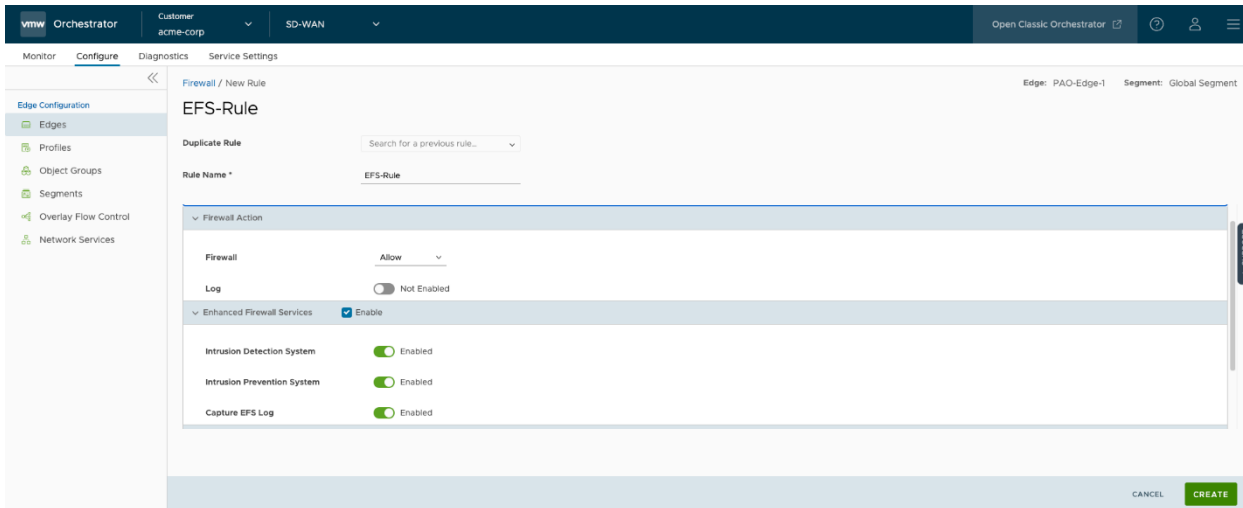 vmw Orchestrator
Customer
acme-corp
SD-WAN
Open Classic Orchestrator
Monitor Configure Diagnostics Service Settings
Firewall / New Rule
Edge: PAO-Edge-1 Segment: Global Segment
Edge Configuration
Edges
Profiles
Object Groups
Segments
Overlay Flow Control
Network Services
EFS-Rule
Duplicate Rule Search for a previous rule...
Rule Name * EFS-Rule
Firewall Action
Firewall Allow
Log Not Enabled
Enhanced Firewall Services Enable
Intrusion Detection System Enabled
Intrusion Prevention System Enabled
Capture EFS Log Enabled
CANCEL CREATE